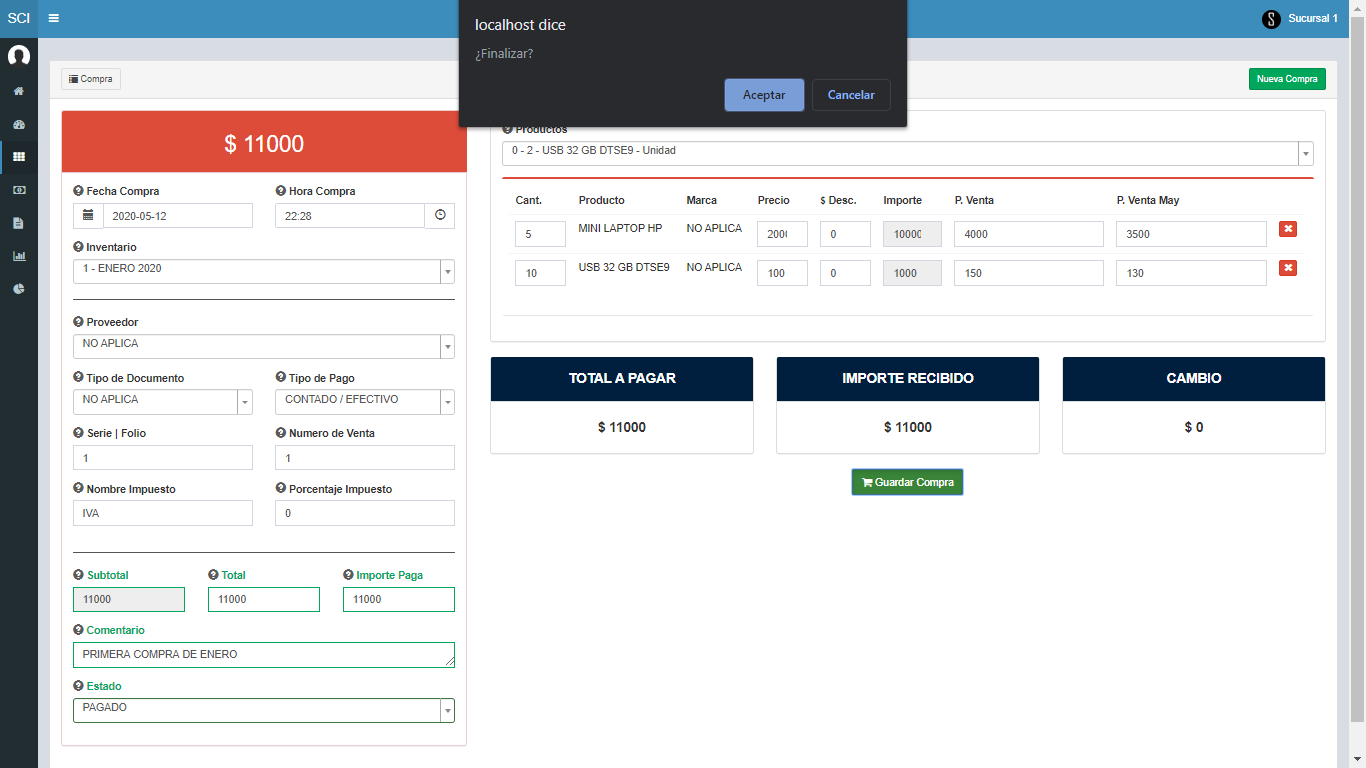 SCI
Sucursal 1
localhost dice
¿Finalizar?
Aceptar
Cancelar
Compra
Nueva Compra
$ 11000
Fecha Compra
Hora Compra
2020-05-12
22:28
Inventario
1 - ENERO 2020
Proveedor
NO APLICA
Tipo de Documento
Tipo de Pago
NO APLICA
CONTADO / EFECTIVO
Serie | Folio
Numero de Venta
1
1
Nombre Impuesto
Porcentaje Impuesto
IVA
0
Subtotal
Total
Importe Paga
11000
11000
11000
Comentario
PRIMERA COMPRA DE ENERO
Estado
PAGADO
Productos
0 - 2 - USB 32 GB DTSE9 - Unidad
Cant. Producto Marca Precio $ Desc. Importe P. Venta P. Venta May
5 MINI LAPTOP HP NO APLICA 0 10000 4000 3500
10 USB 32 GB DTSE9 NO APLICA 100 0 1000 150 130
TOTAL A PAGAR
$ 11000
IMPORTE RECIBIDO
$ 11000
CAMBIO
$ 0
Guardar Compra